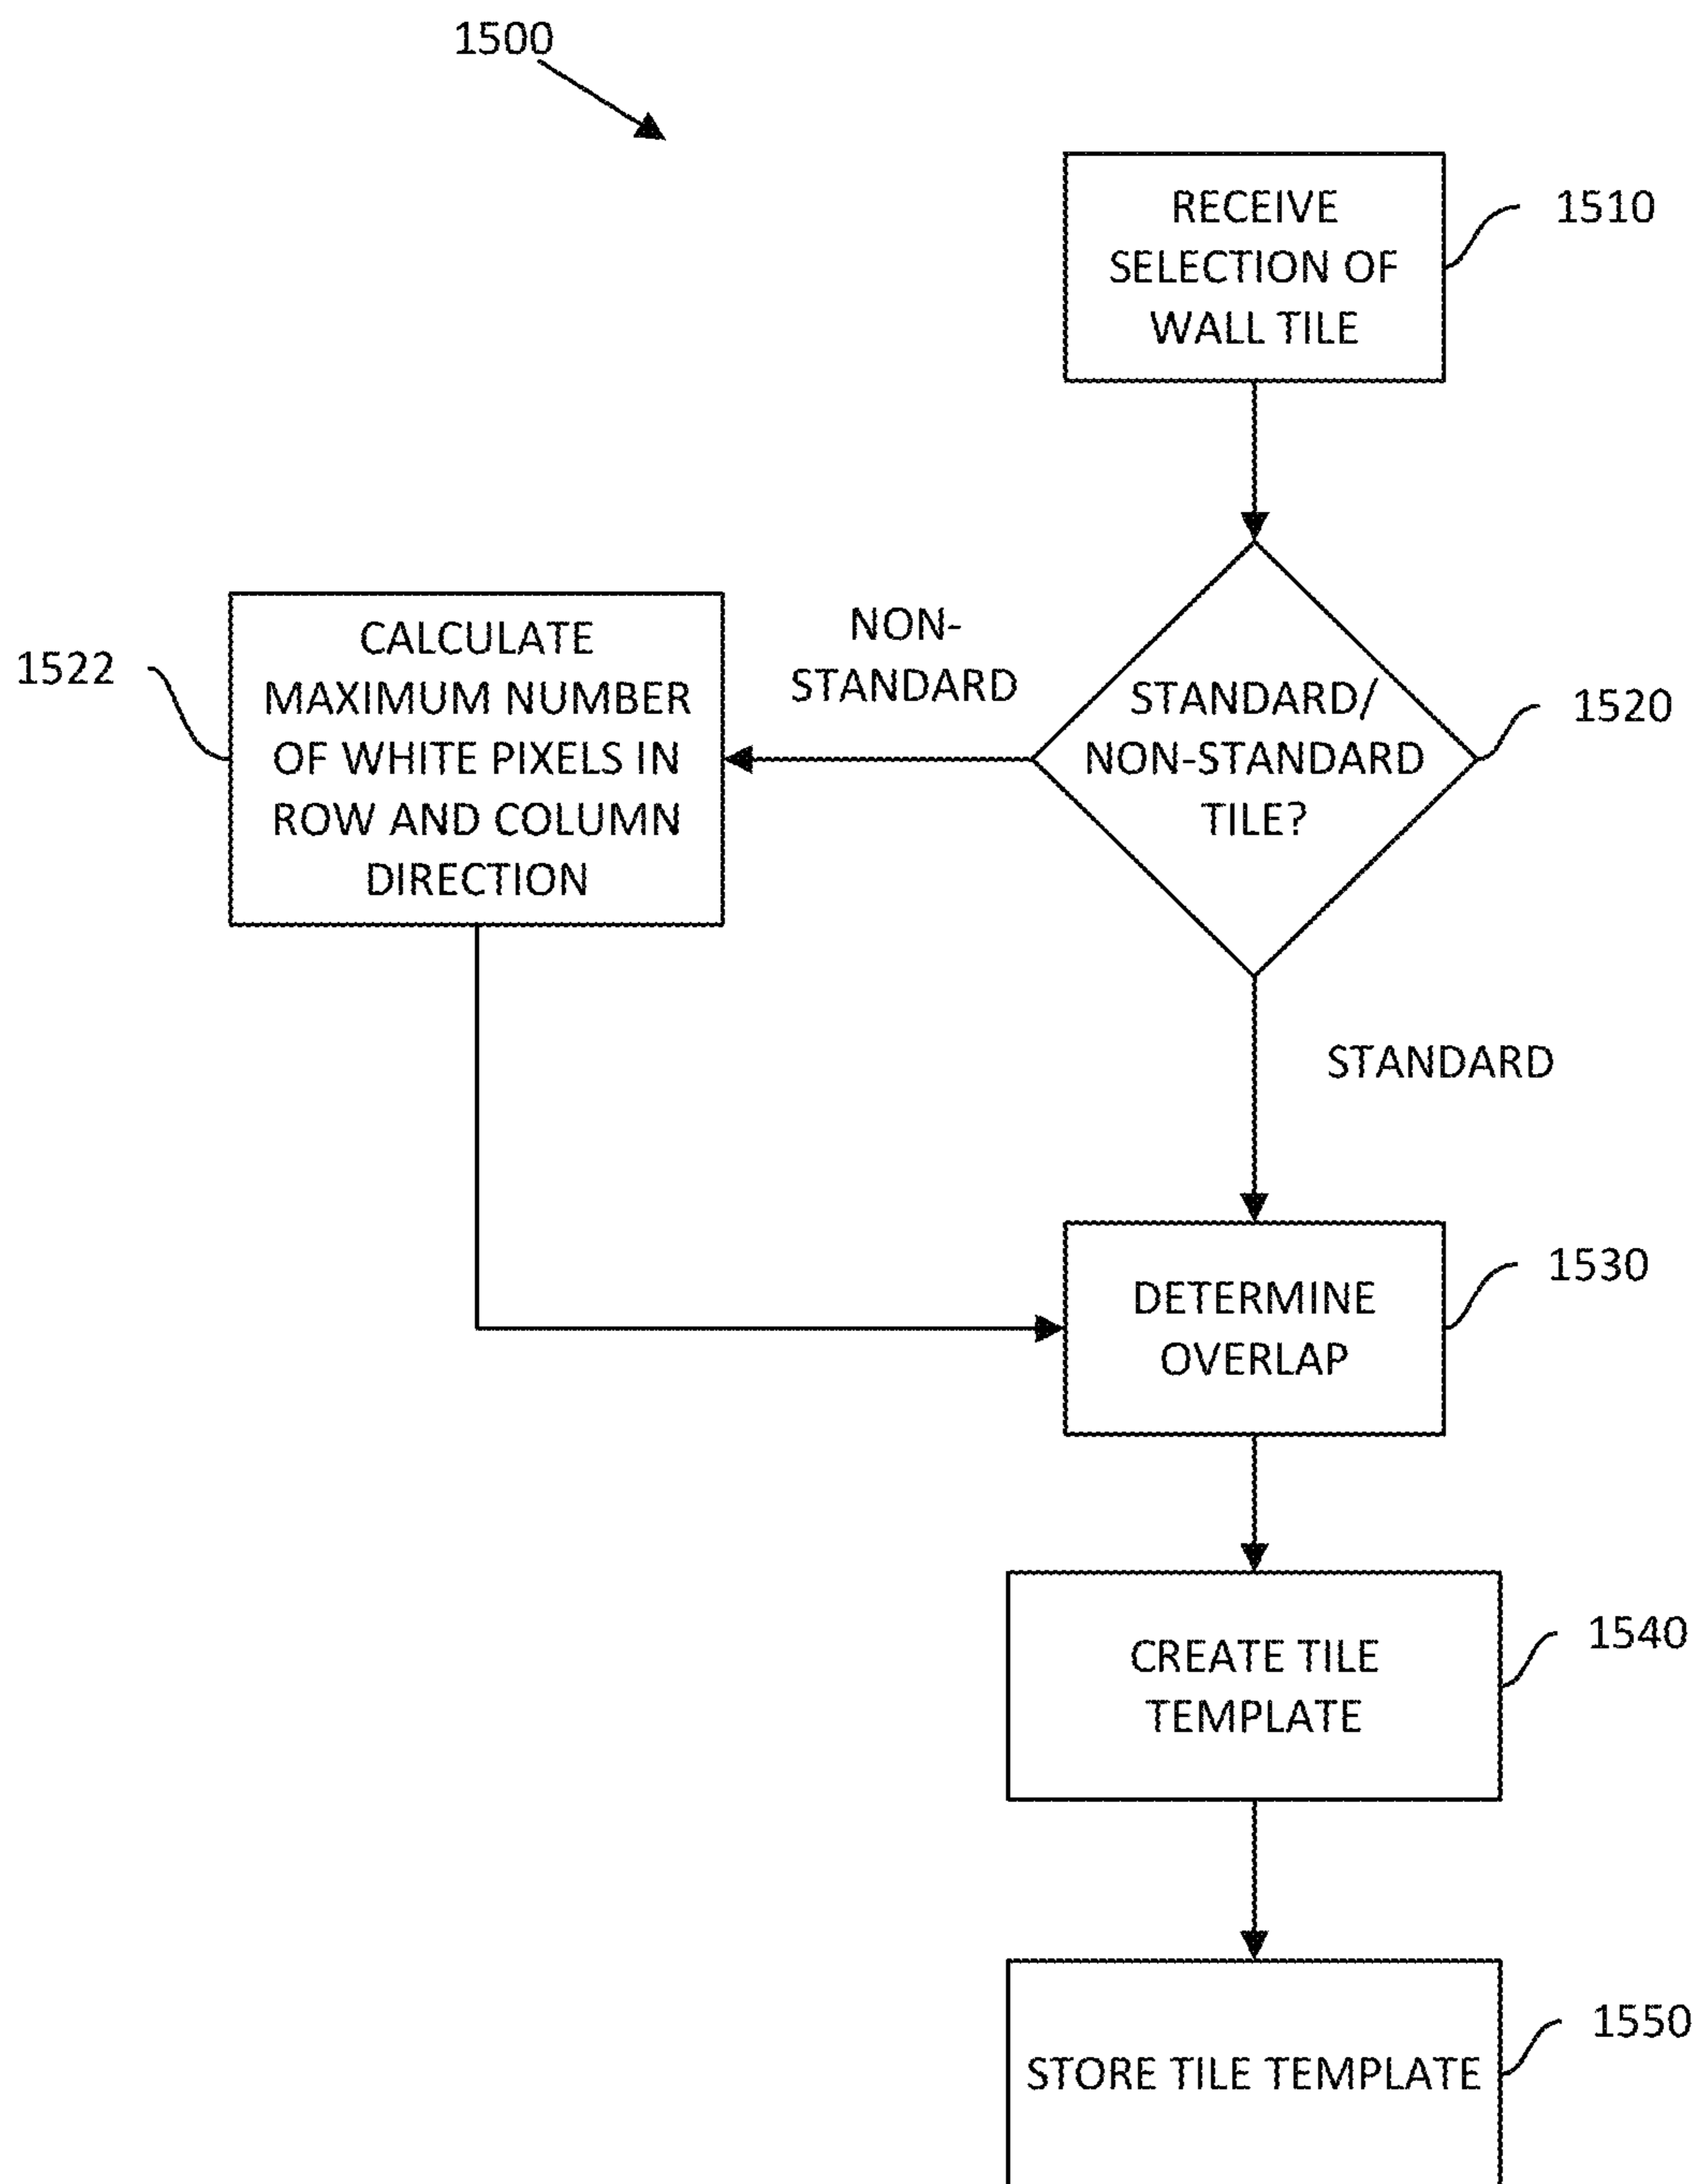 1500
RECEIVE
SELECTION OF
WALL TILE
1510
CALCULATE
MAXIMUM NUMBER
OF WHITE PIXELS IN
ROW AND COLUMN
DIRECTION
1522
NON-
STANDARD
STANDARD/
NON-STANDARD
TILE?
1520
STANDARD
DETERMINE
OVERLAP
1530
CREATE TILE
TEMPLATE
1540
STORE TILE TEMPLATE
1550